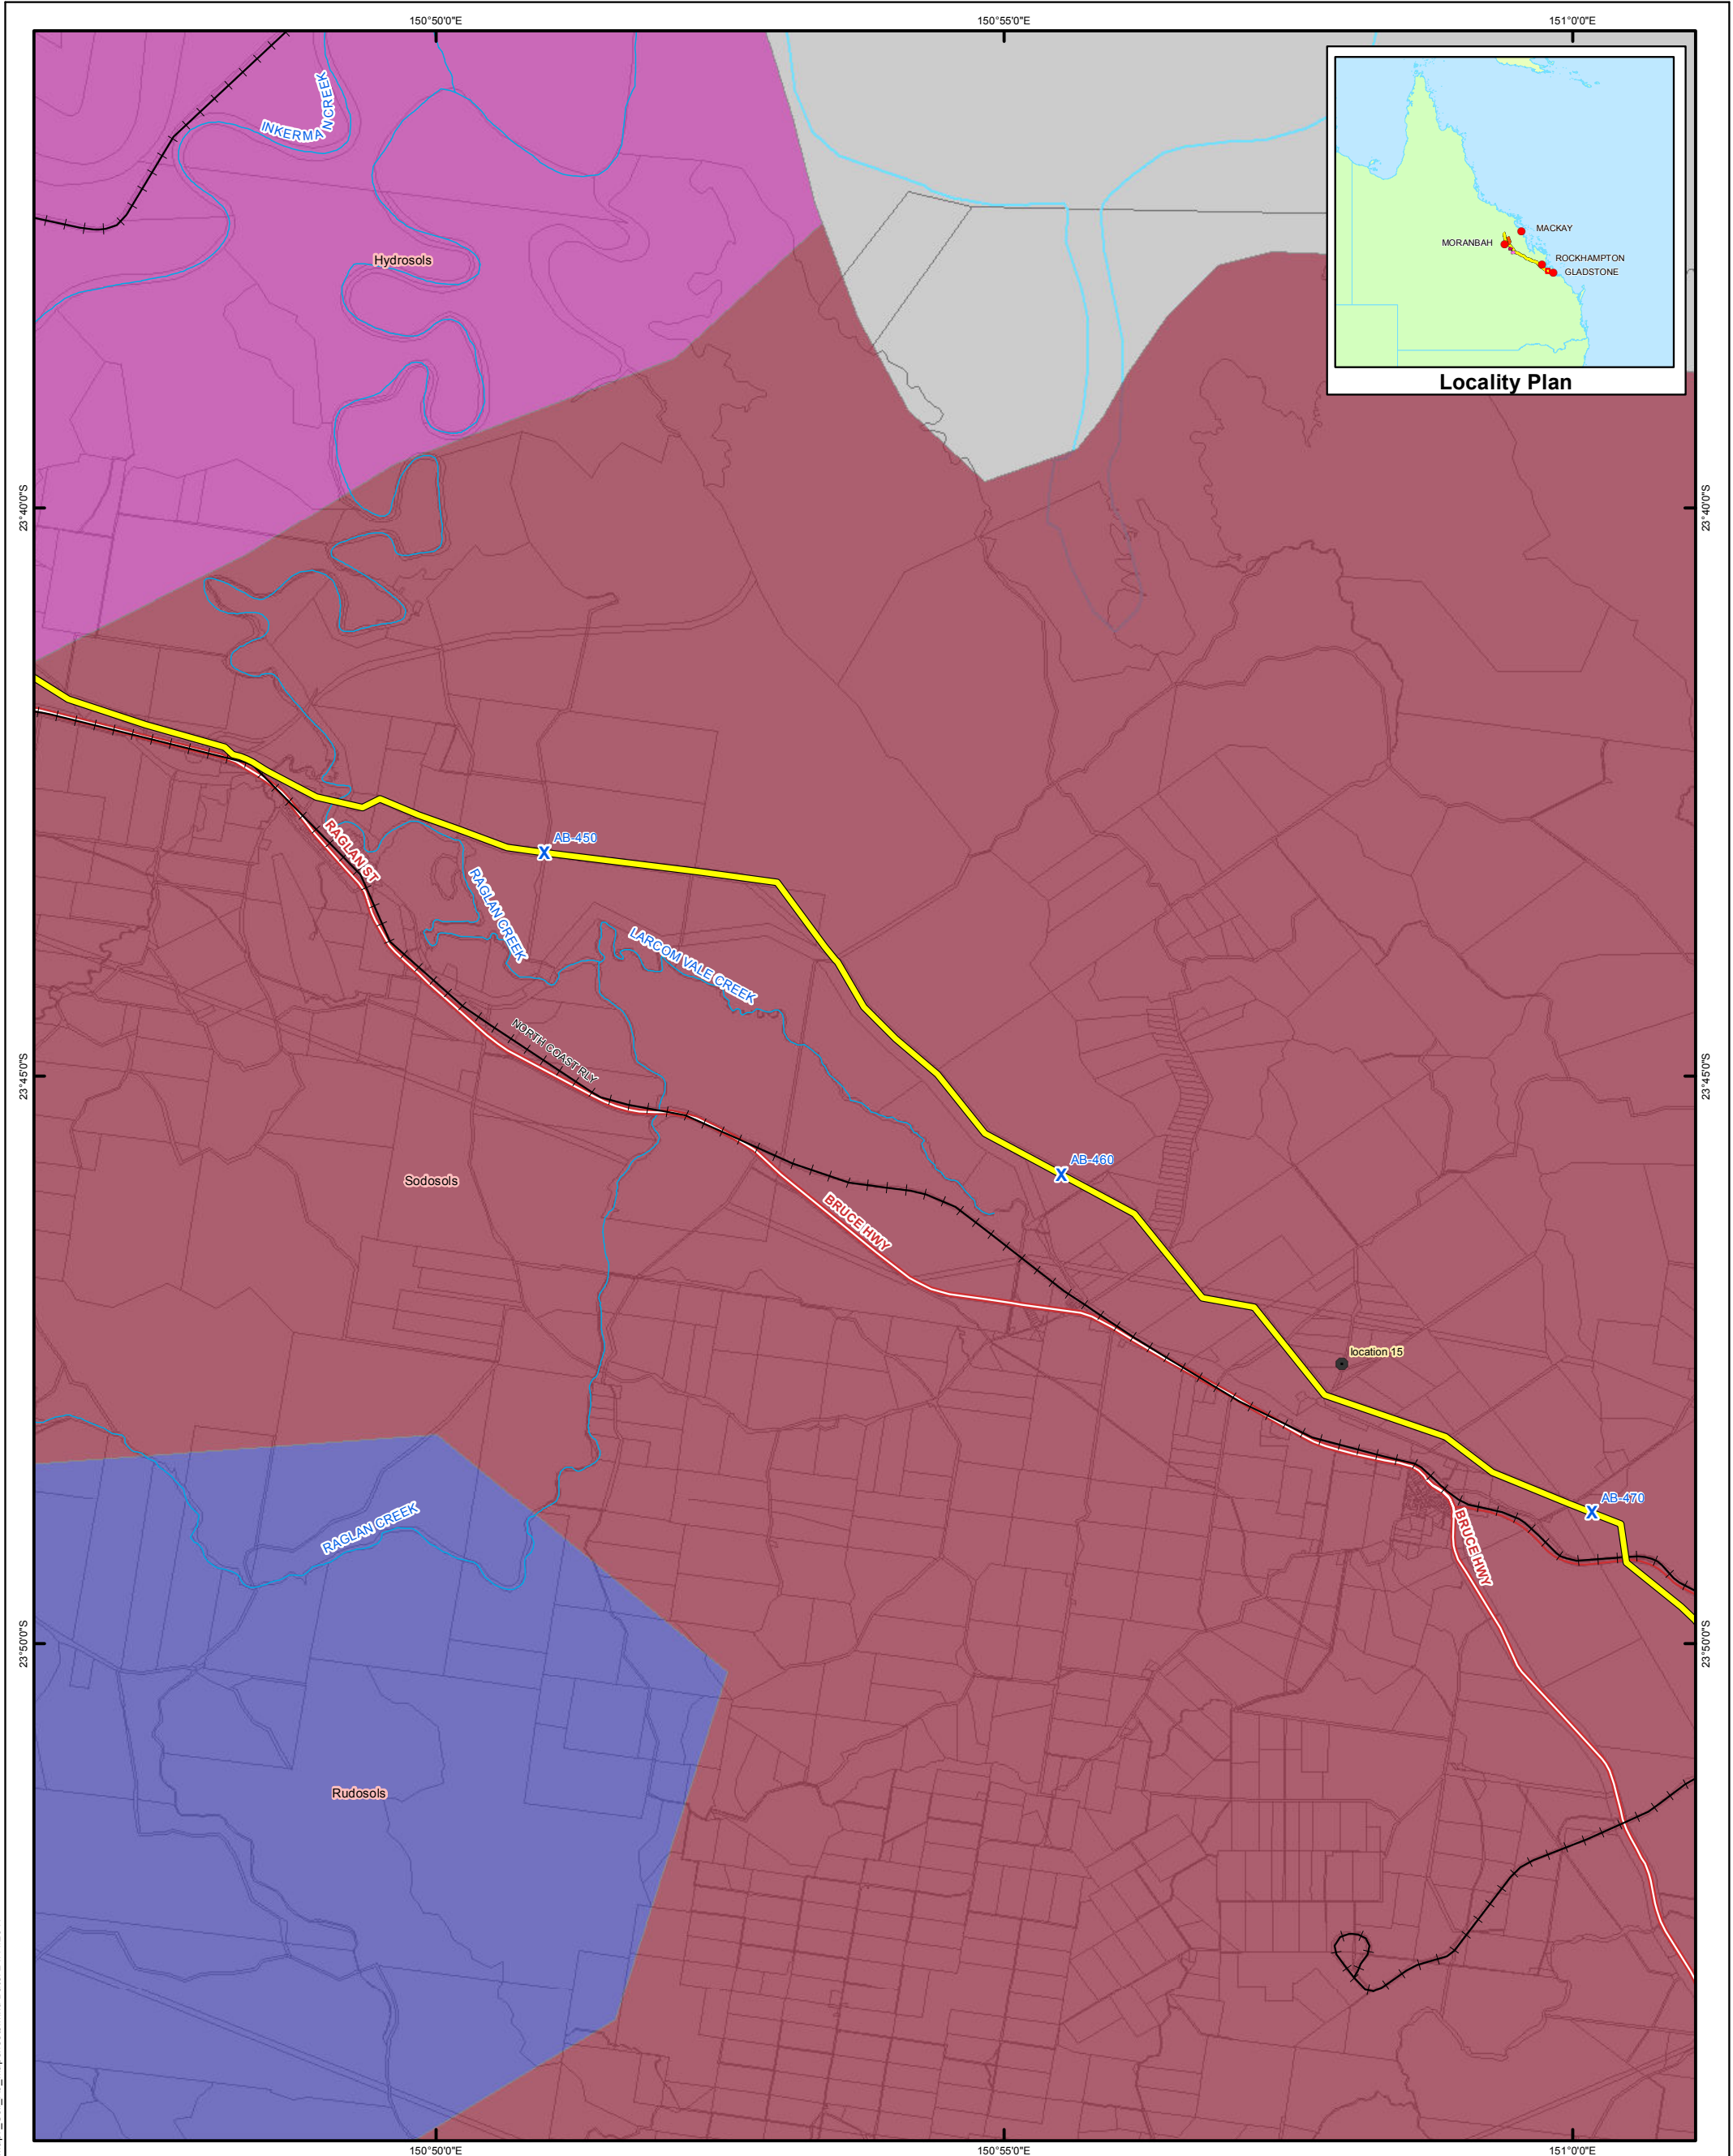 150°50'0"E
150°55'0"E
151°0'0"E
INKERMAN CREEK
MACKAY
MORANBAH
ROCKHAMPTON
GLADSTONE
Hydrosols
Locality Plan
23°40'0"S
23°40'0"S
AB-450
RAGLAN ST
RAGLAN CREEK
LARCOM VALE CREEK
NORTH COAST RLY
23°45'0"S
23°45'0"S
AB-460
Sodosols
BRUCE HWY
location 15
AB-470
RAGLAN CREEK
BRUCE HWY
23°50'0"S
23°50'0"S
Rudosols
150°50'0"E
150°55'0"E
151°0'0"E